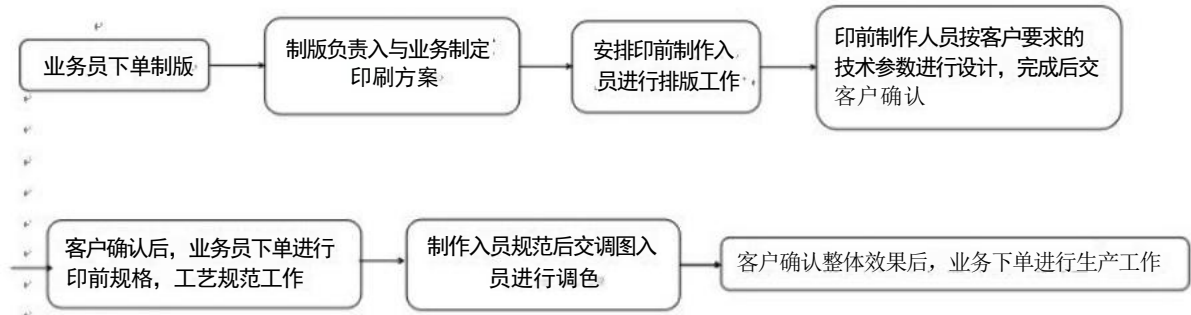 业务员下单制版
制版负责入与业务制定
印刷方案
安排印前制作入
员进行排版工作
印前制作人员按客户要求的
技术参数进行设计，完成后交
客户确认
客户确认后，业务员下单进行
印前规格，工艺规范工作
制作入员规范后交调图入
员进行调色
客户确认整体效果后，业务下单进行生产工作